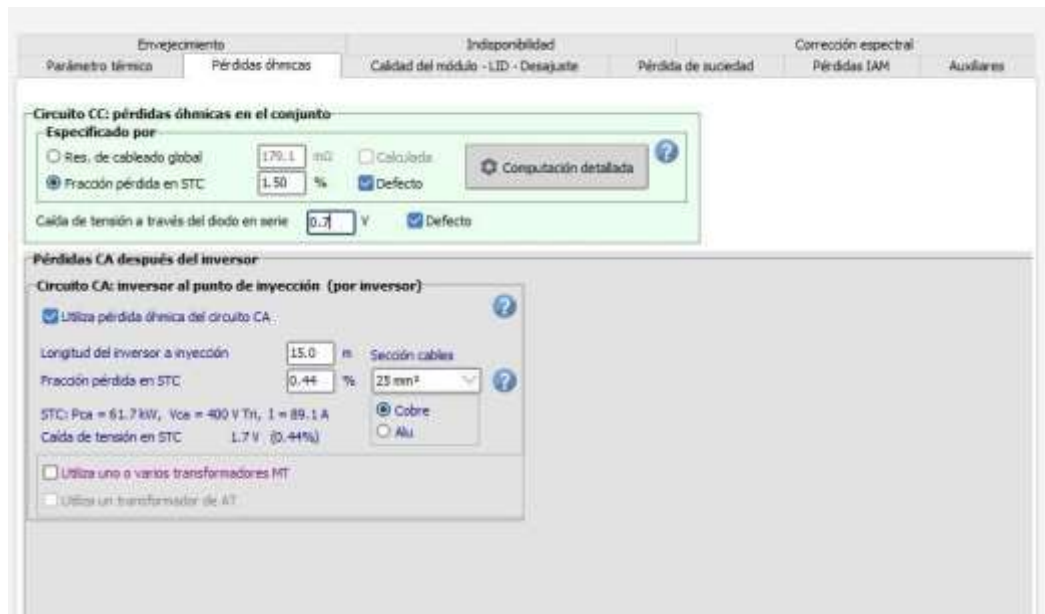 Envejecimiento Indisponibilidad Corrección espectral
Parámetro térmico Pérdidas óhmicas Calidad del módulo - LID - Desajuste Pérdida de suciedad Pérdidas IAM Auxiliares
Circuito CC: pérdidas óhmicas en el conjunto
Especificado por
Res. de cableado global 179.1 mΩ Calculada
Computación detallada ?
Fracción pérdida en STC 1.50 % Defecto
Caída de tensión a través del diodo en serie 0.7 V Defecto
Pérdidas CA después del inversor
Circuito CA: inversor al punto de inyección (por inversor)
Utiliza pérdida óhmica del circuito CA ?
Longitud del inversor a inyección 15.0 m Sección cables
Fracción pérdida en STC 0.44 % 25 mm² ?
STC: Pca = 61.7 kW, Vca = 400 V Tri, I = 89.1 A Cobre
Caída de tensión en STC 1.7 V (0.44%) Alu
Utiliza uno o varios transformadores MT
Utiliza un transformador de AT